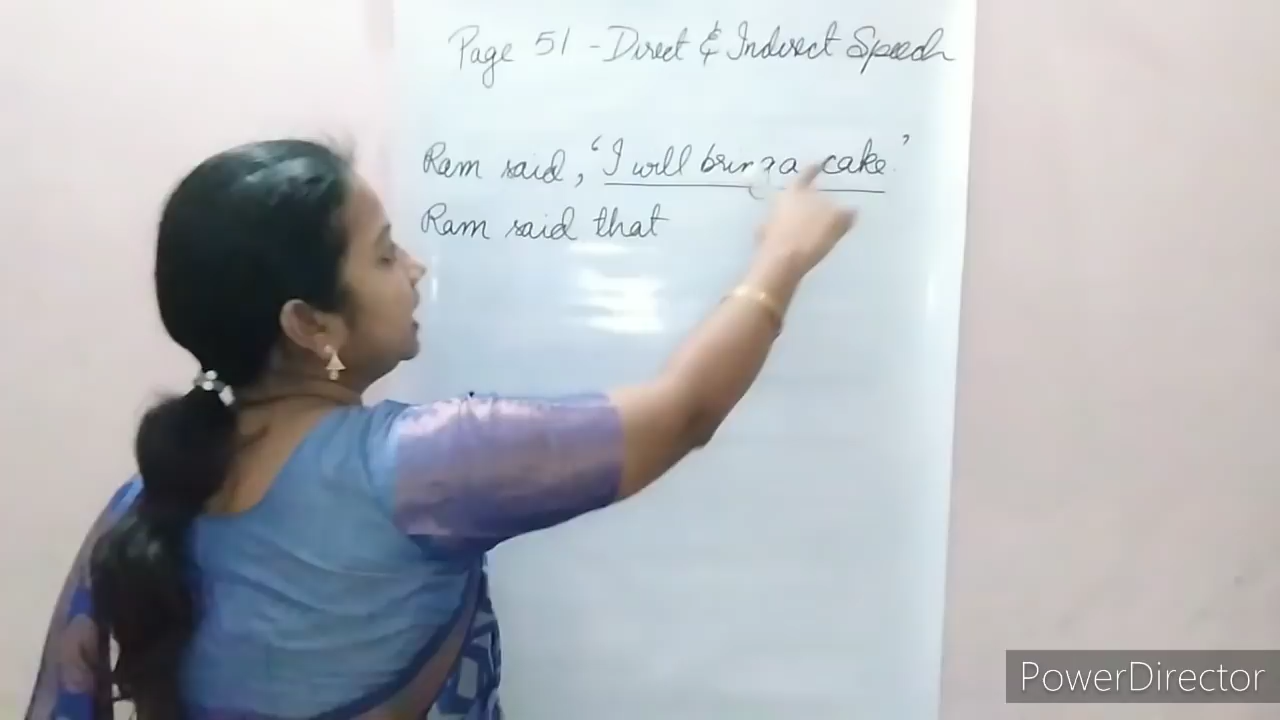 Page 51 - Direct & Indirect Speech
Ram said, ‘I will bring a cake.’
Ram said that
PowerDirector